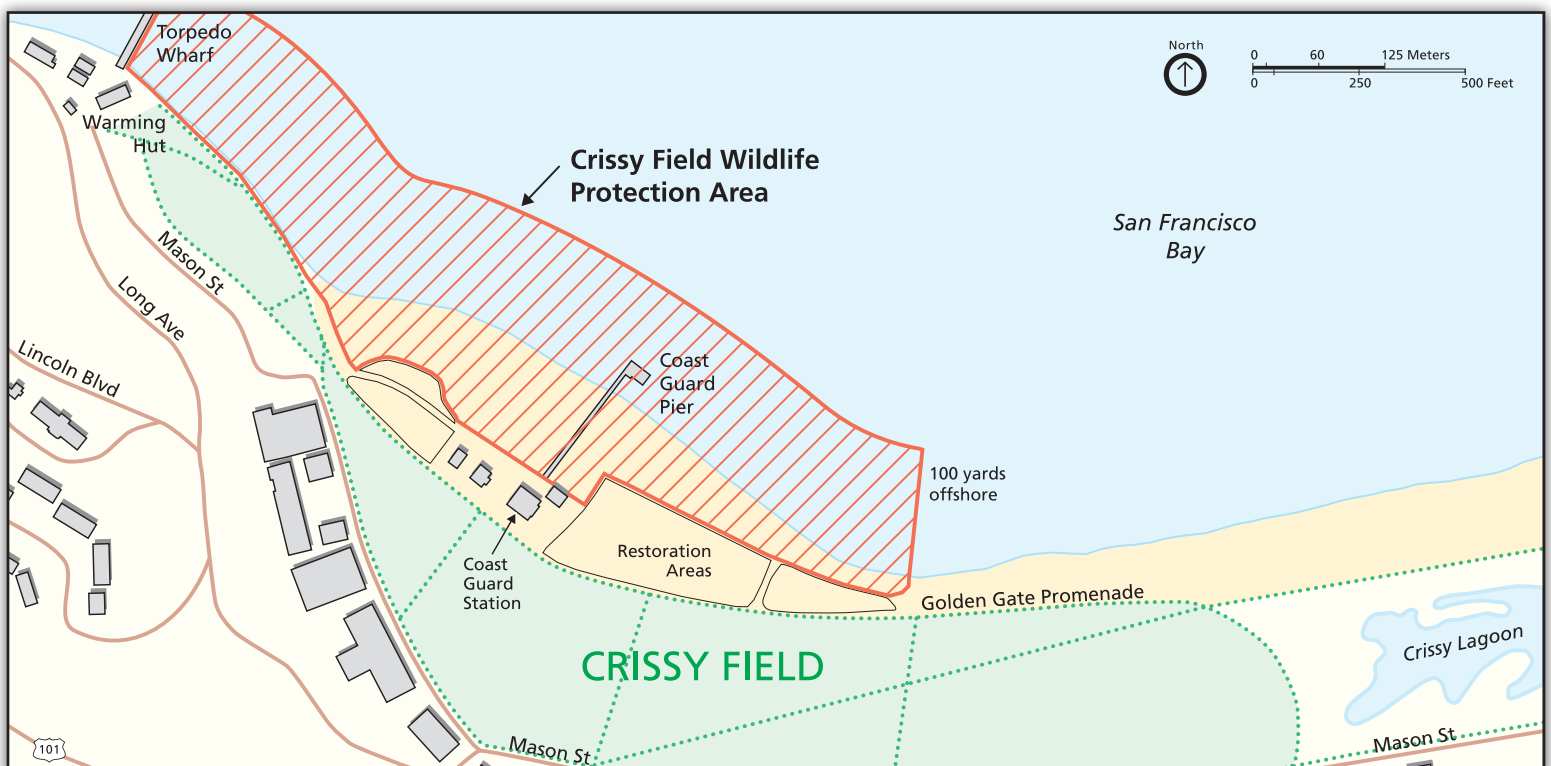 Torpedo
Wharf
North
0 60 125 Meters
0 250 500 Feet
Warming
Hut
Crissy Field Wildlife
Protection Area
San Francisco
Bay
Mason St
Long Ave
Lincoln Blvd
Coast
Guard
Pier
100 yards
offshore
Restoration
Areas
Coast
Guard
Station
Golden Gate Promenade
Crissy Lagoon
CRISSY FIELD
101
Mason St
Mason St